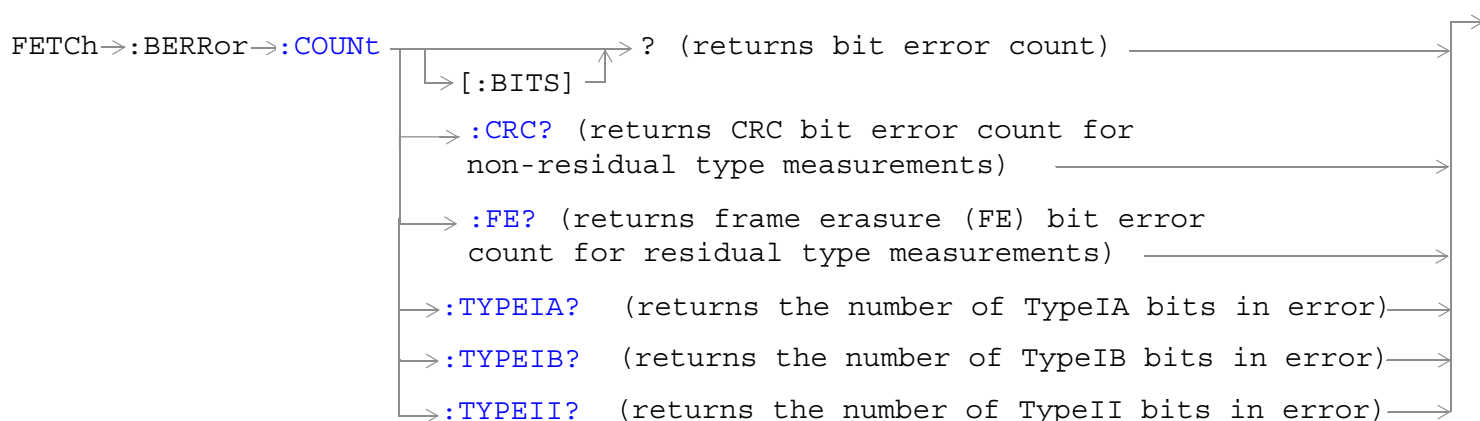 FETCh :BERRor :COUNt ? (returns bit error count)
[:BITS]
:CRC? (returns CRC bit error count for
non-residual type measurements)
:FE? (returns frame erasure (FE) bit error
count for residual type measurements)
:TYPEIA? (returns the number of TypeIA bits in error)
:TYPEIB? (returns the number of TypeIB bits in error)
:TYPEII? (returns the number of TypeII bits in error)